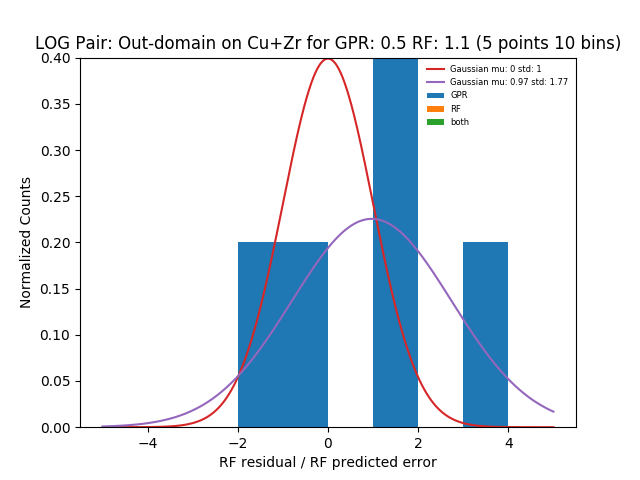 LOG Pair: Out-domain on Cu+Zr for GPR: 0.5 RF: 1.1 (5 points 10 bins)
Gaussian mu: 0 std: 1
Gaussian mu: 0.97 std: 1.77
GPR
RF
both
Normalized Counts
0.40
0.35
0.30
0.25
0.20
0.15
0.10
0.05
0.00
−4 −2 0 2 4
RF residual / RF predicted error